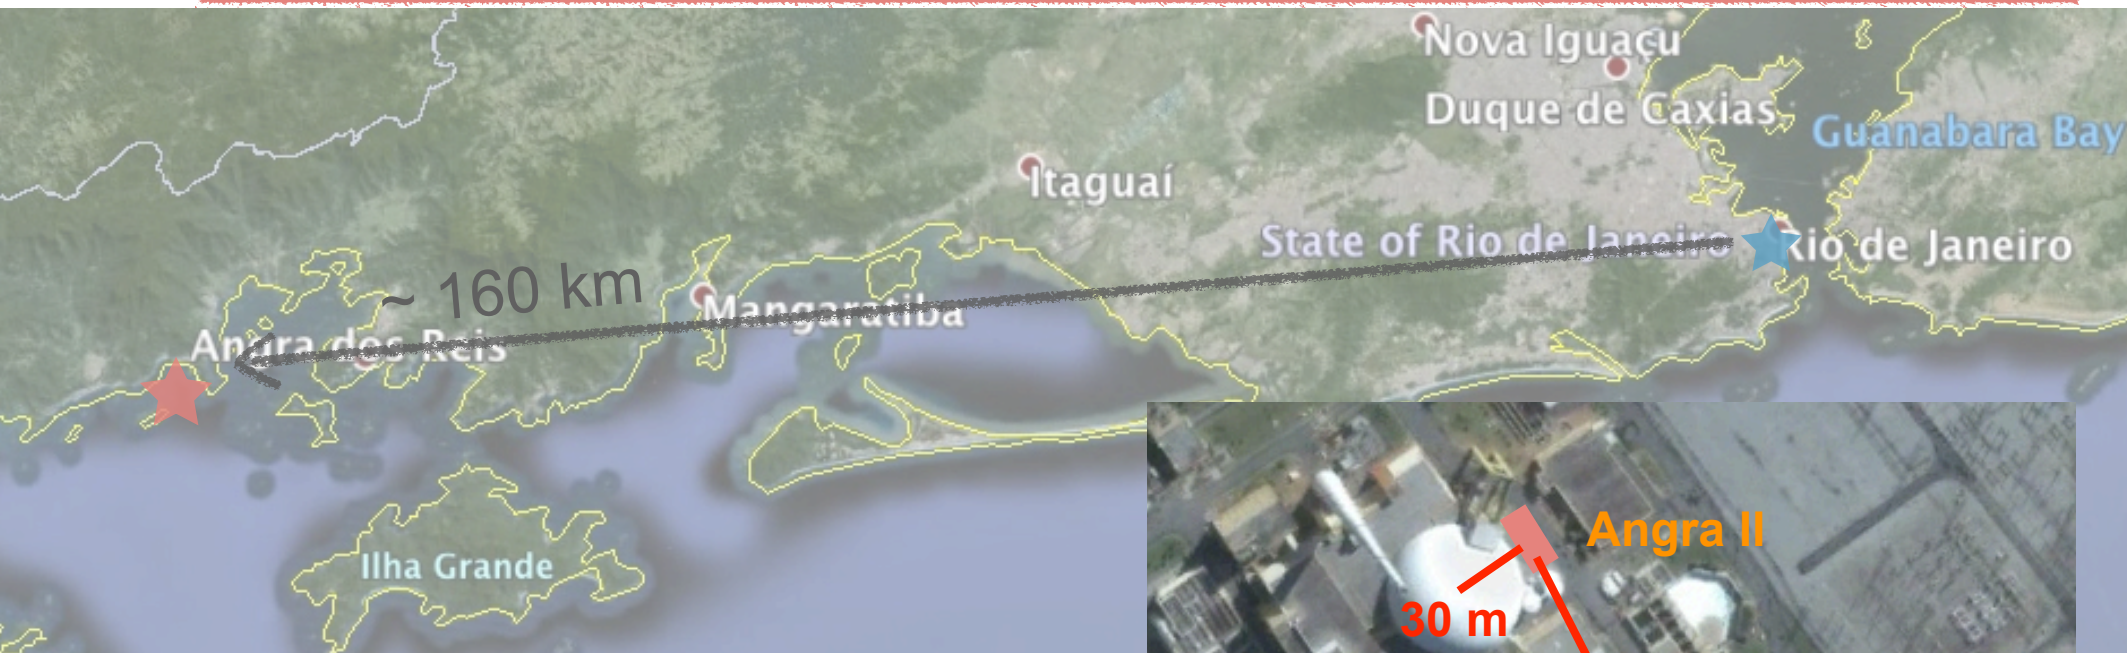 Nova Iguaçu
Duque de Caxias
Guanabara Bay
Itaguaí
State of Rio de Janeiro
Rio de Janeiro
~ 160 km
Mangaratiba
Angra dos Reis
Ilha Grande
Angra II
30 m